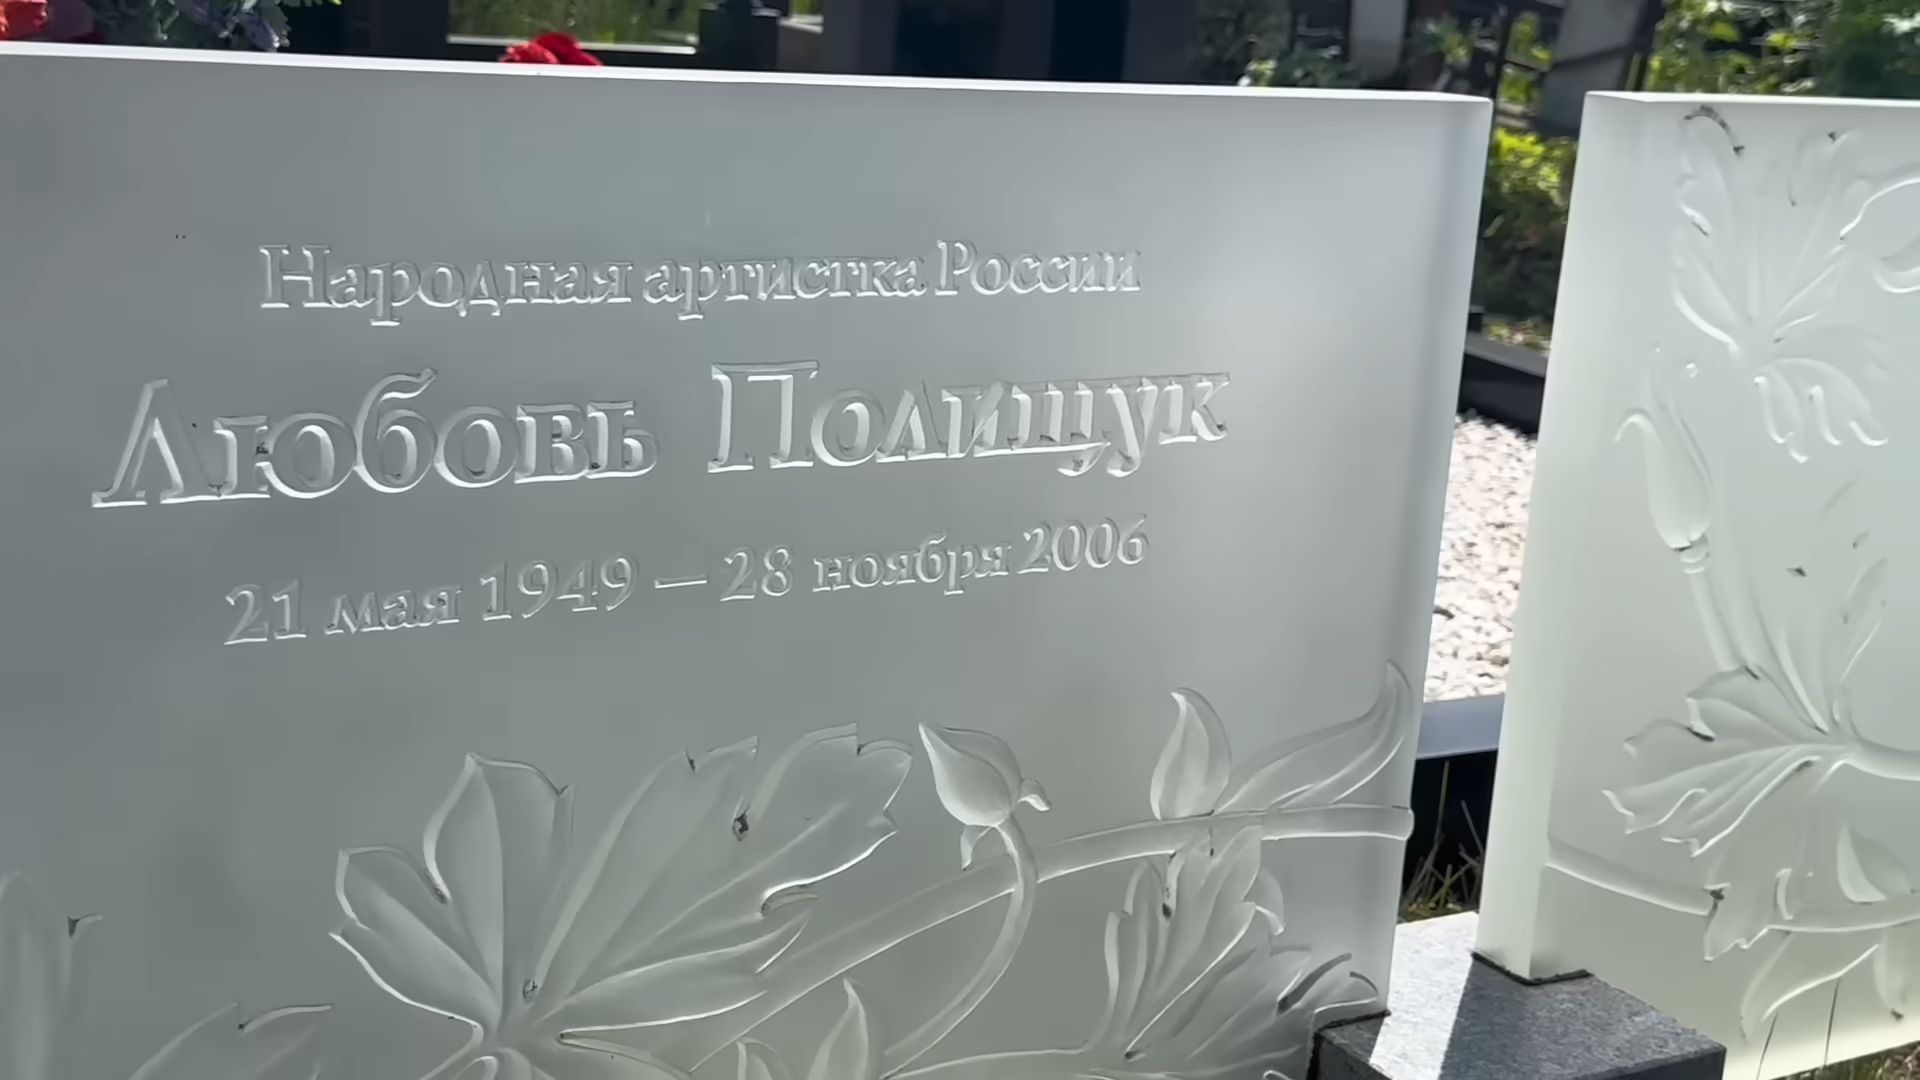 Народная артистка России
Любовь Полищук
21 мая 1949 – 28 ноября 2006